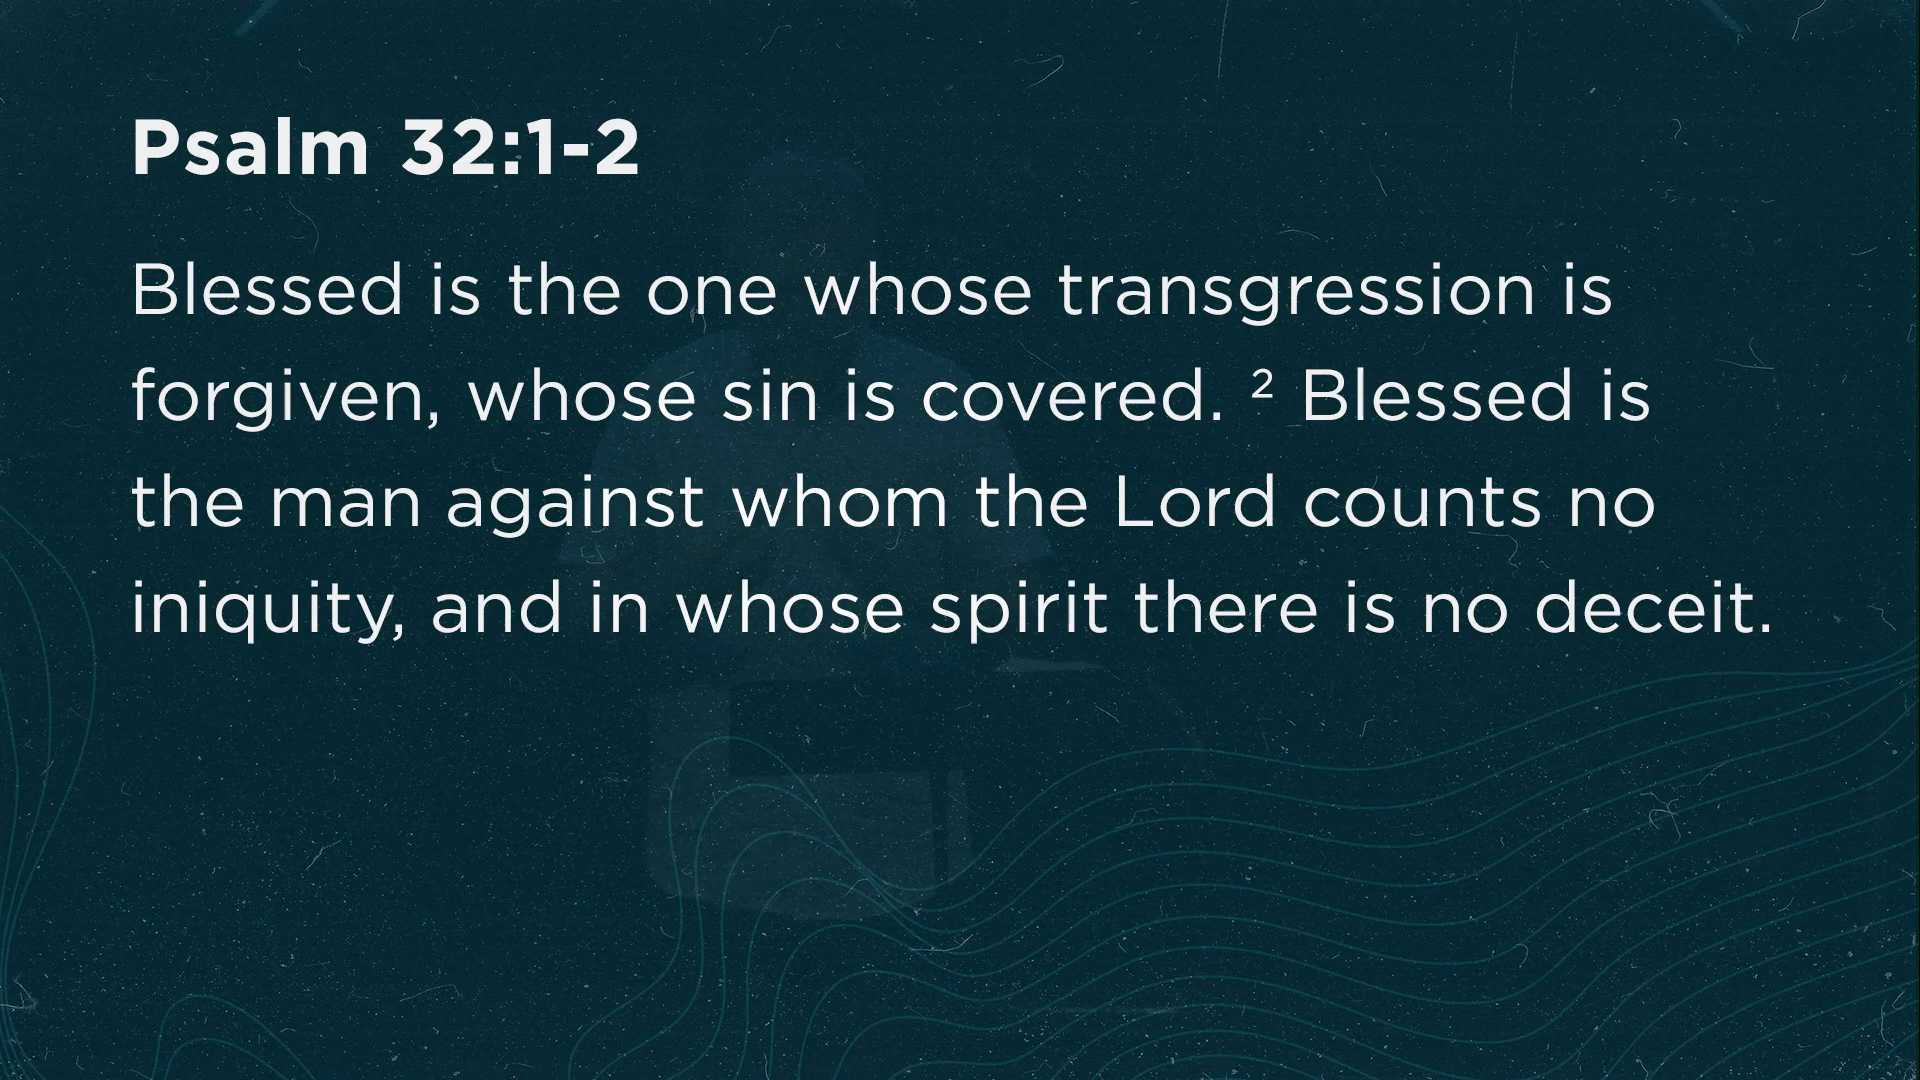 Psalm 32:1-2
Blessed is the one whose transgression is
forgiven, whose sin is covered. ² Blessed is
the man against whom the Lord counts no
iniquity, and in whose spirit there is no deceit.